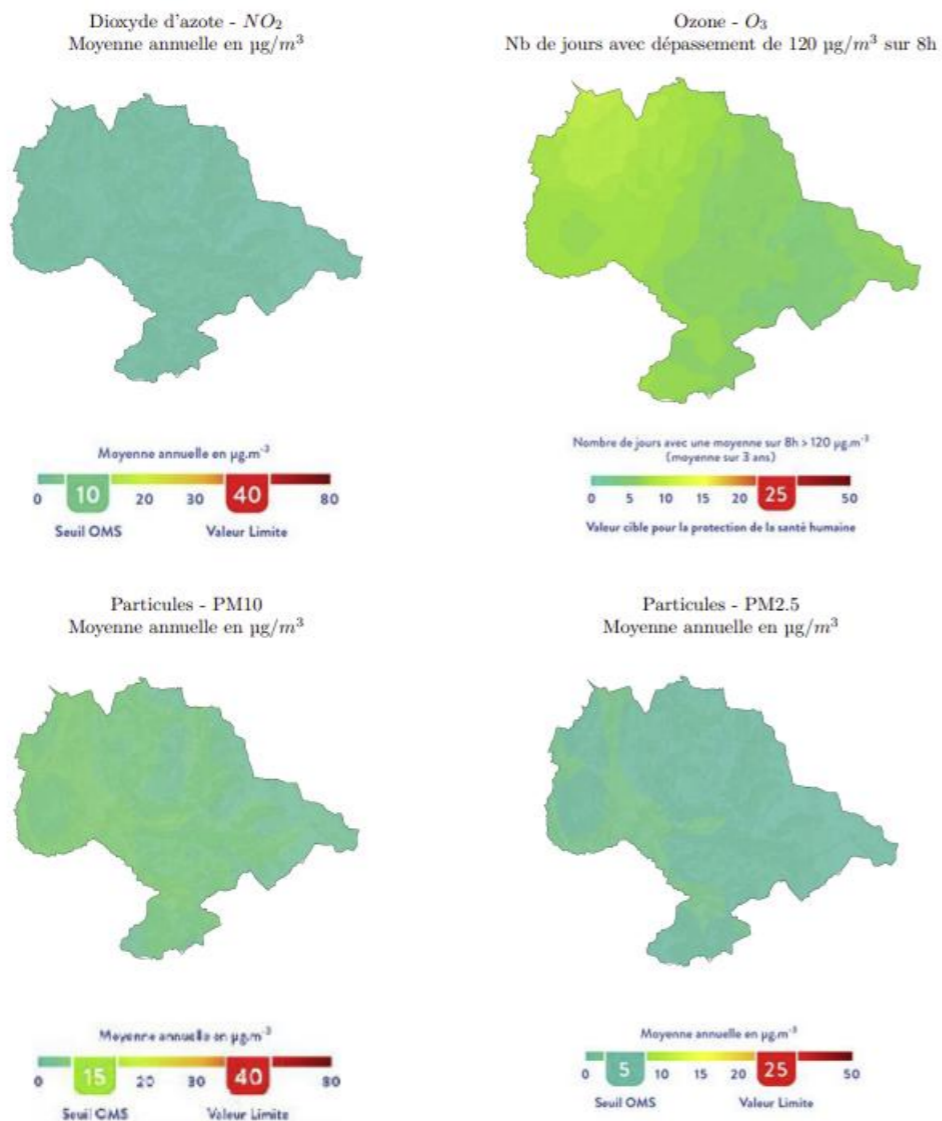 Dioxyde d'azote - NO₂
Moyenne annuelle en µg/m³
Moyenne annuelle en µg.m⁻³
0 10 20 30 40 80
Seuil OMS Valeur Limite
Ozone - O₃
Nb de jours avec dépassement de 120 µg/m³ sur 8h
Nombre de jours avec une moyenne sur 8h > 120 µg.m⁻³
(moyenne sur 3 ans)
0 5 10 15 20 25 50
Valeur cible pour la protection de la santé humaine
Particules - PM10
Moyenne annuelle en µg/m³
Moyenne annuelle en µg.m⁻³
0 15 20 30 40 80
Seuil OMS Valeur Limite
Particules - PM2.5
Moyenne annuelle en µg/m³
Moyenne annuelle en µg.m⁻³
0 5 10 15 20 25 50
Seuil OMS Valeur Limite